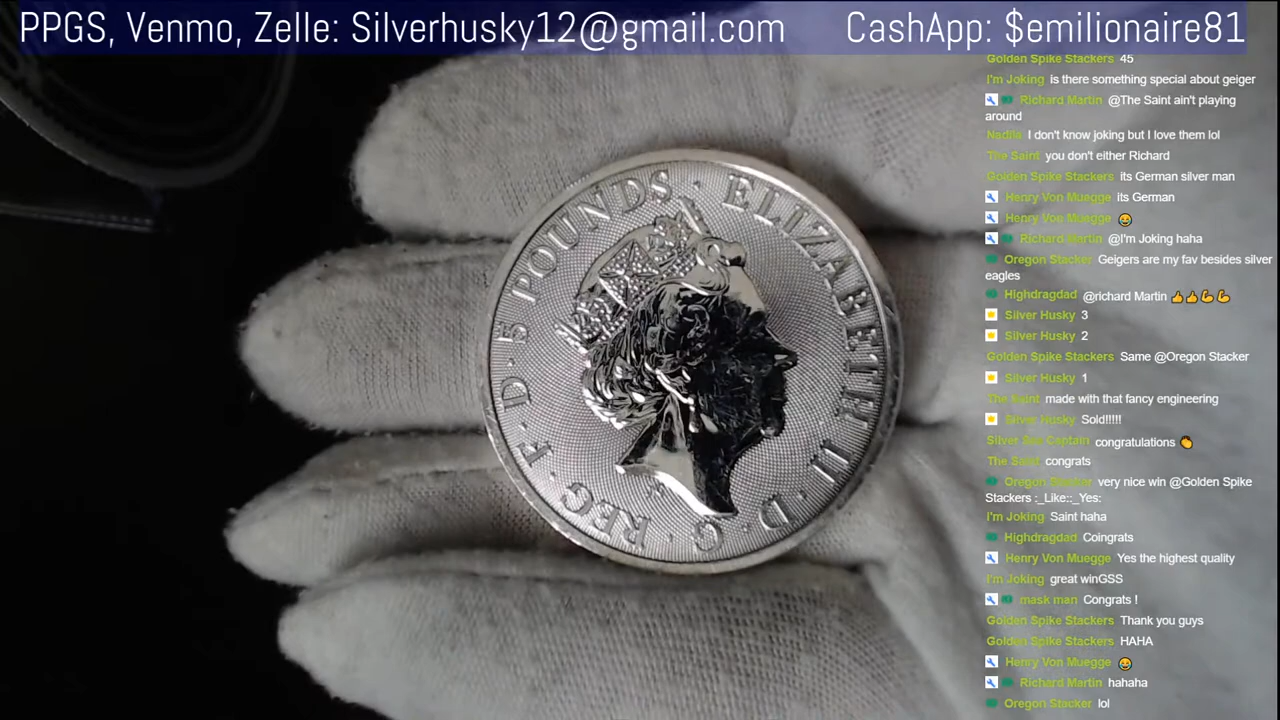 PPGS, Venmo, Zelle: Silverhusky12@gmail.com CashApp: $emilionaire81
Golden Spike Stackers 45
I'm Joking is there something special about geiger
Richard Martin @The Saint ain't playing
around
Nadria I don't know joking but I love them lol
The Saint you don't either Richard
Golden Spike Stackers its German silver man
Henry Von Muegge its German
Henry Von Muegge 😂
Richard Martin @I'm Joking haha
Oregon Stacker Geigers are my fav besides silver
eagles
Highdragdad @richard Martin 👍👍💪💪
Silver Husky 3
Silver Husky 2
Golden Spike Stackers Same @Oregon Stacker
Silver Husky 1
The Saint made with that fancy engineering
Silver Husky Sold!!!!!
Silver Sea Captain congratulations 👏
The Saint congrats
Oregon Stacker very nice win @Golden Spike
Stackers :_Like::_Yes:
I'm Joking Saint haha
Highdragdad Coingrats
Henry Von Muegge Yes the highest quality
I'm Joking great winGSS
mask man Congrats !
Golden Spike Stackers Thank you guys
Golden Spike Stackers HAHA
Henry Von Muegge 😂
Richard Martin hahaha
Oregon Stacker lol
ELIZABETH II · D · G · REG · F · D · 5 POUNDS ·